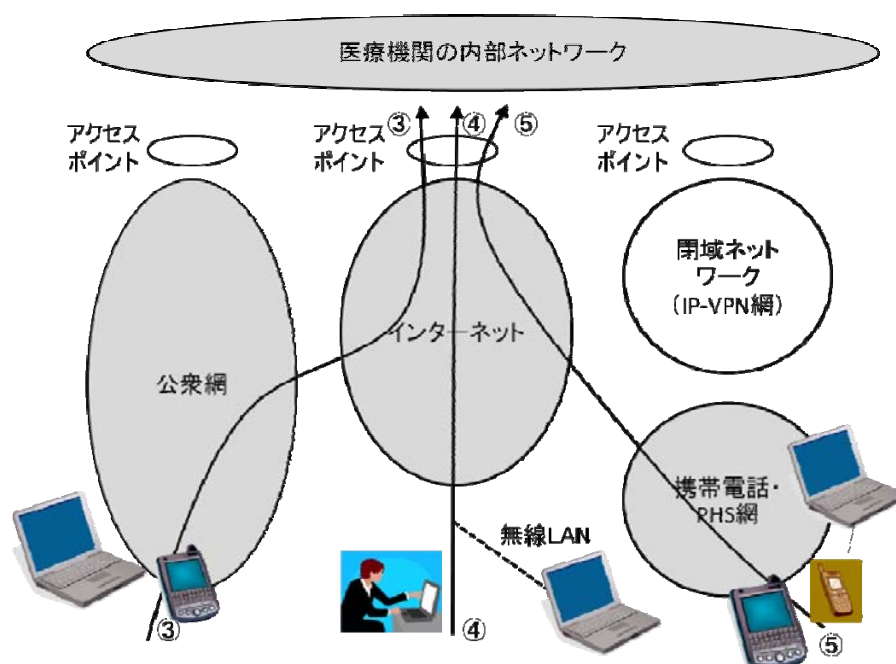 医療機関の内部ネットワーク
③ ④ ⑤
アクセス
ポイント
アクセス
ポイント
アクセス
ポイント
閉域ネット
ワーク
（IP-VPN網）
インターネット
公衆網
携帯電話・
PHS網
無線LAN
③
④
⑤